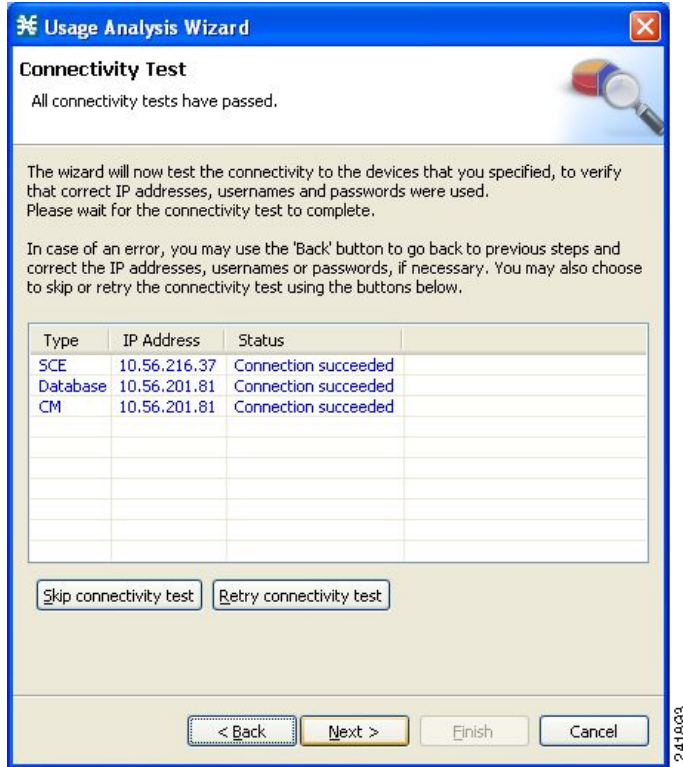 Usage Analysis Wizard
Connectivity Test
All connectivity tests have passed.
The wizard will now test the connectivity to the devices that you specified, to verify
that correct IP addresses, usernames and passwords were used.
Please wait for the connectivity test to complete.
In case of an error, you may use the 'Back' button to go back to previous steps and
correct the IP addresses, usernames or passwords, if necessary. You may also choose
to skip or retry the connectivity test using the buttons below.
Type IP Address Status
SCE 10.56.216.37 Connection succeeded
Database 10.56.201.81 Connection succeeded
CM 10.56.201.81 Connection succeeded
Skip connectivity test Retry connectivity test
< Back Next > Finish Cancel
241893